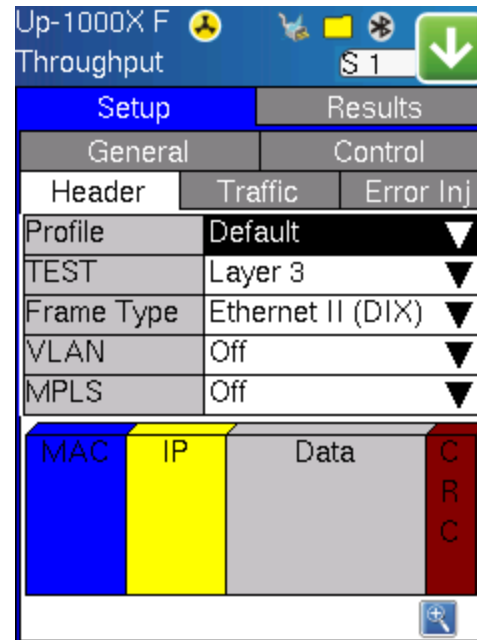 Up-1000X F
Throughput S 1
Setup Results
General Control
Header Traffic Error Inj
Profile Default
TEST Layer 3
Frame Type Ethernet II (DIX)
VLAN Off
MPLS Off
MAC IP Data CRC